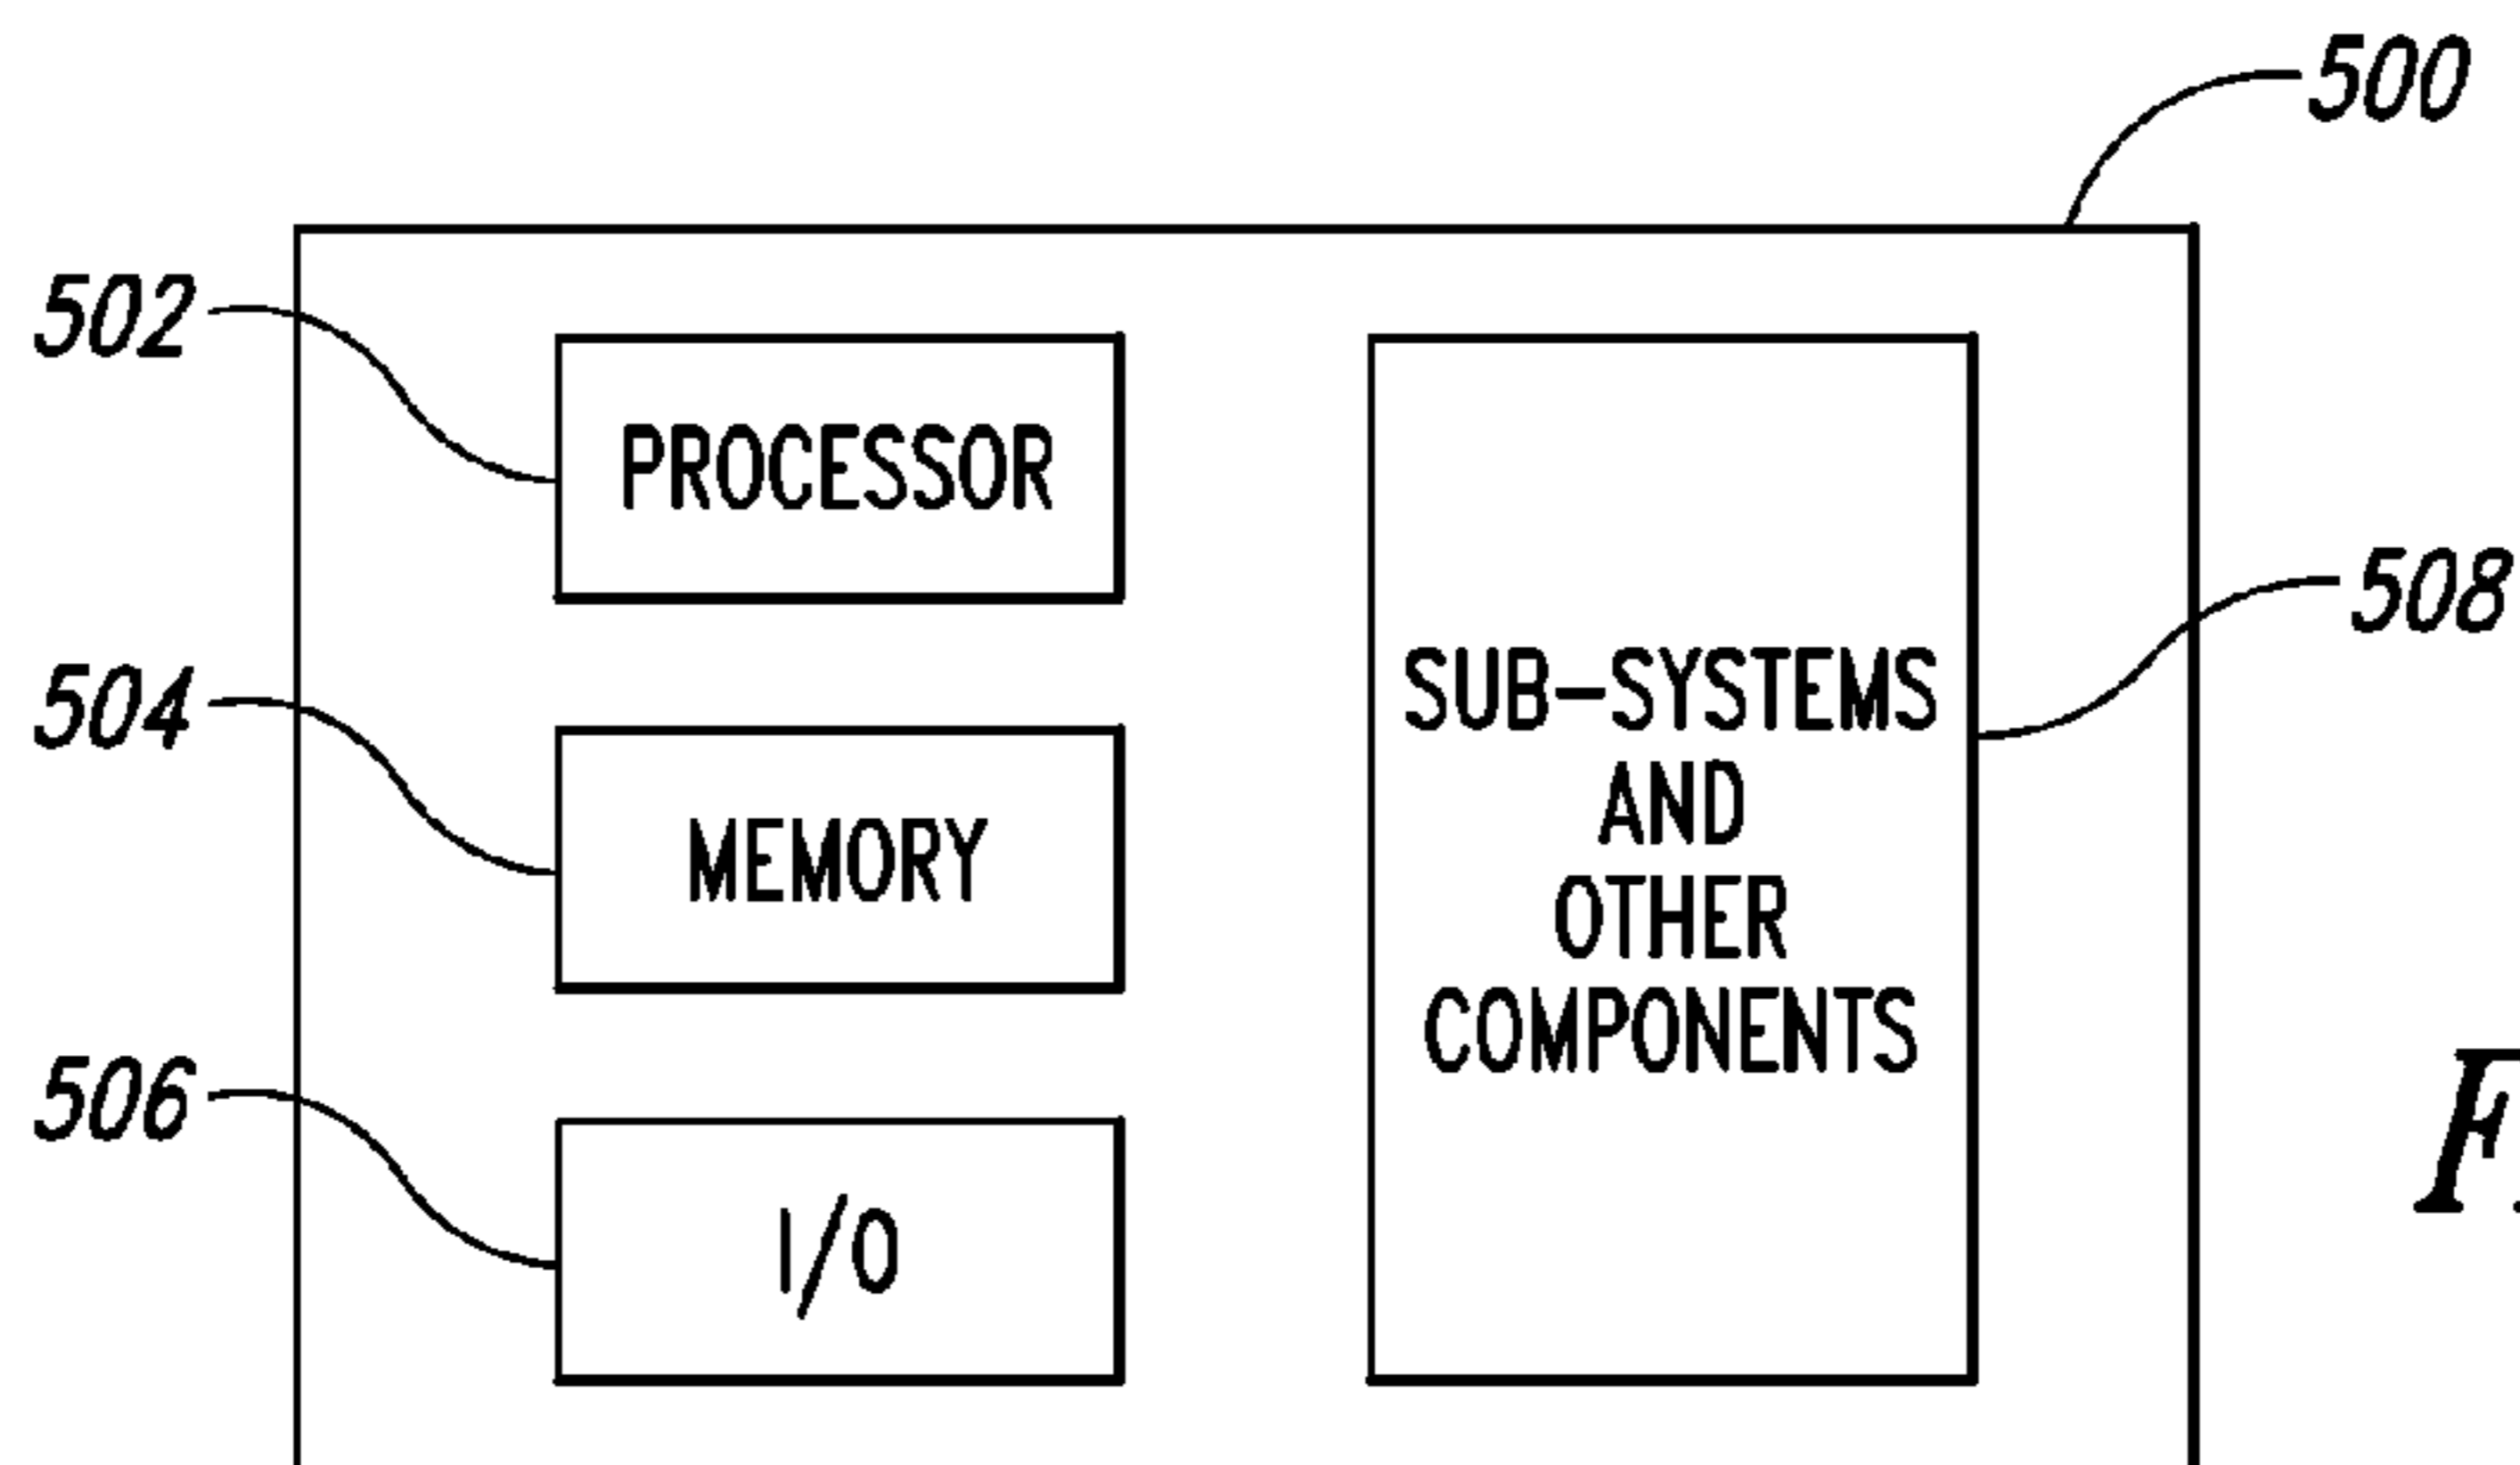 500
502
PROCESSOR
508
504
SUB-SYSTEMS
AND
OTHER
COMPONENTS
MEMORY
506
I/O